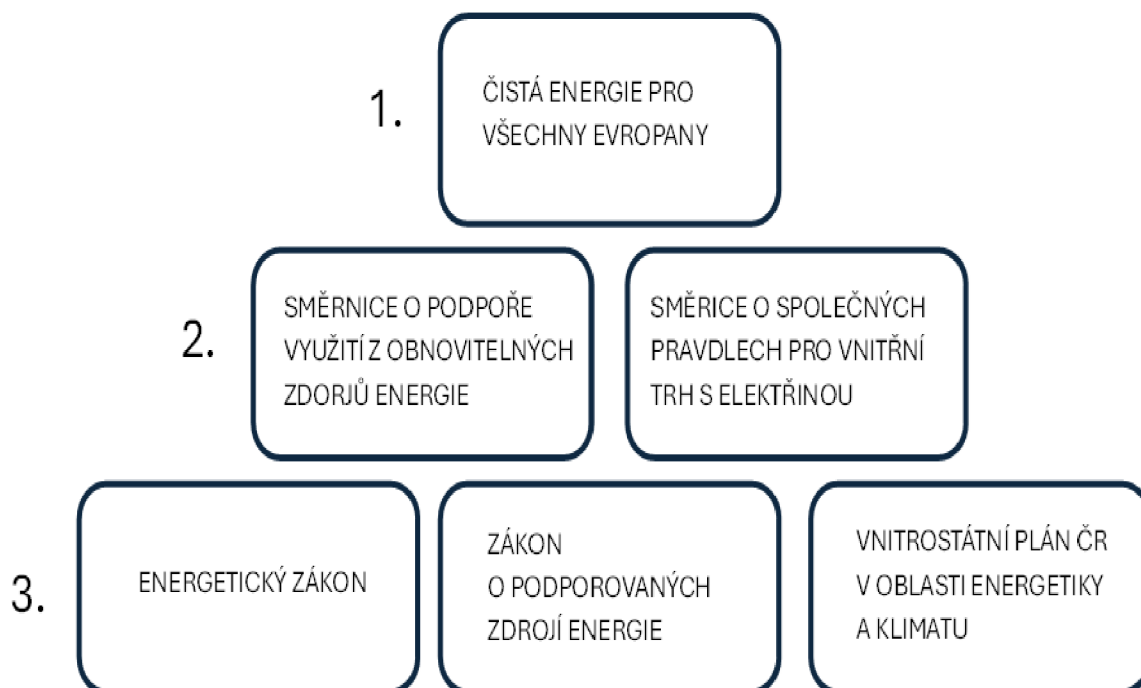 1.
ČISTÁ ENERGIE PRO
VŠECHNY EVROPANY
2.
SMĚRNICE O PODPOŘE
VYUŽITÍ Z OBNOVITELNÝCH
ZDORJŮ ENERGIE
SMĚRICE O SPOLEČNÝCH
PRAVDLECH PRO VNITŘNÍ
TRH S ELEKTŘINOU
3.
ENERGETICKÝ ZÁKON
ZÁKON
O PODPOROVANÝCH
ZDROJÍ ENERGIE
VNITROSTÁTNÍ PLÁN ČR
V OBLASTI ENERGETIKY
A KLIMATU